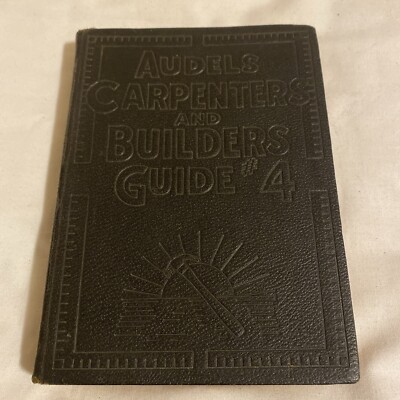 AUDELS
CARPENTERS
AND
BUILDERS
GUIDE #4